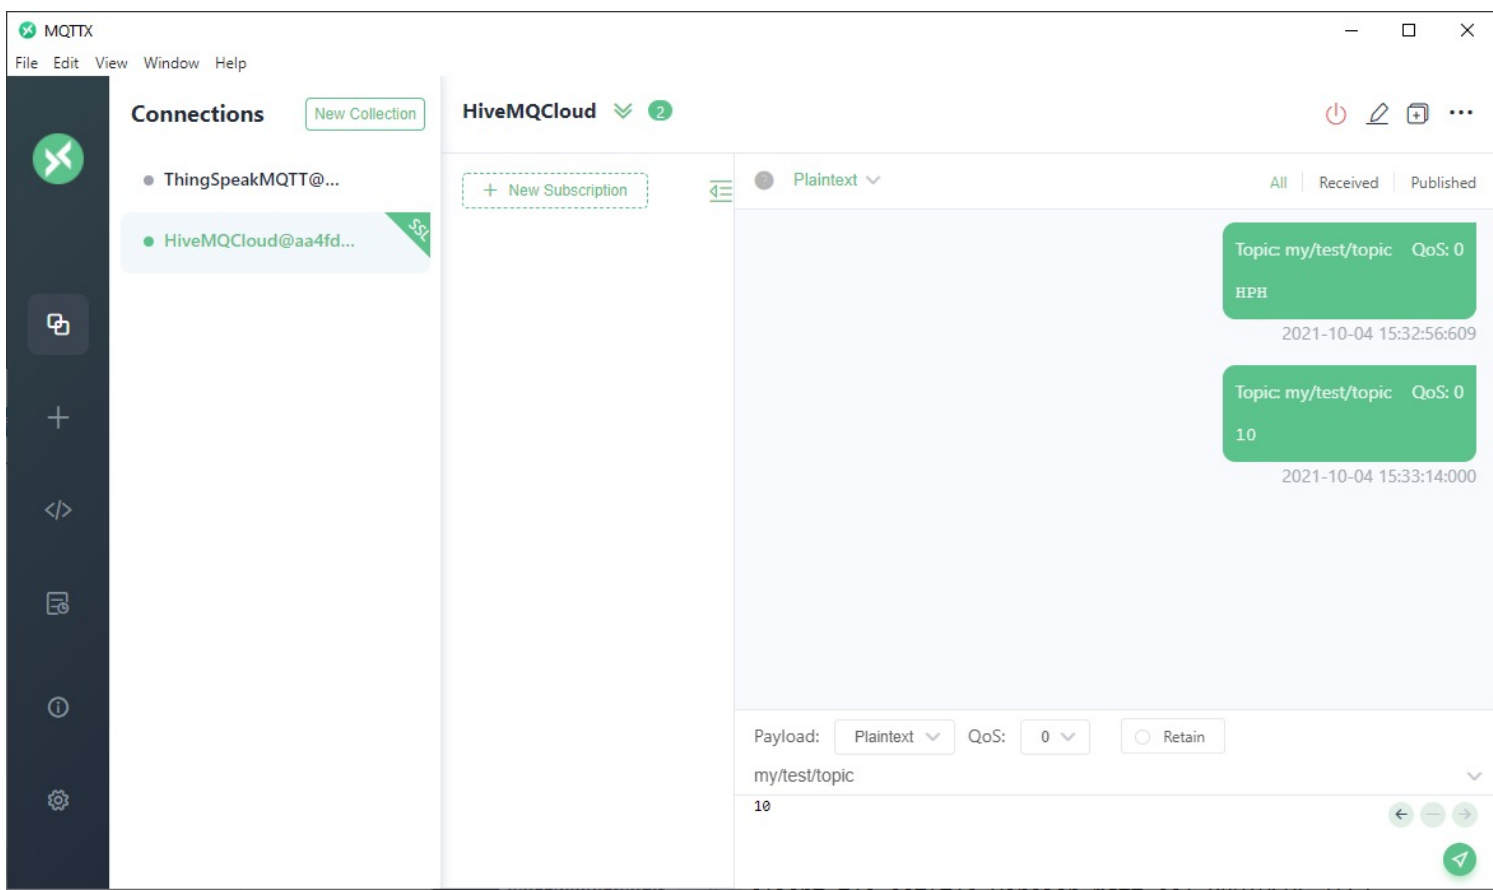 MQTTX
File Edit View Window Help
Connections
New Collection
ThingSpeakMQTT@...
HiveMQCloud@aa4fd...
SSL
HiveMQCloud 2
+ New Subscription
Plaintext
All Received Published
Topic: my/test/topic QoS: 0
HPH
2021-10-04 15:32:56:609
Topic: my/test/topic QoS: 0
10
2021-10-04 15:33:14:000
Payload: Plaintext QoS: 0 Retain
my/test/topic
10